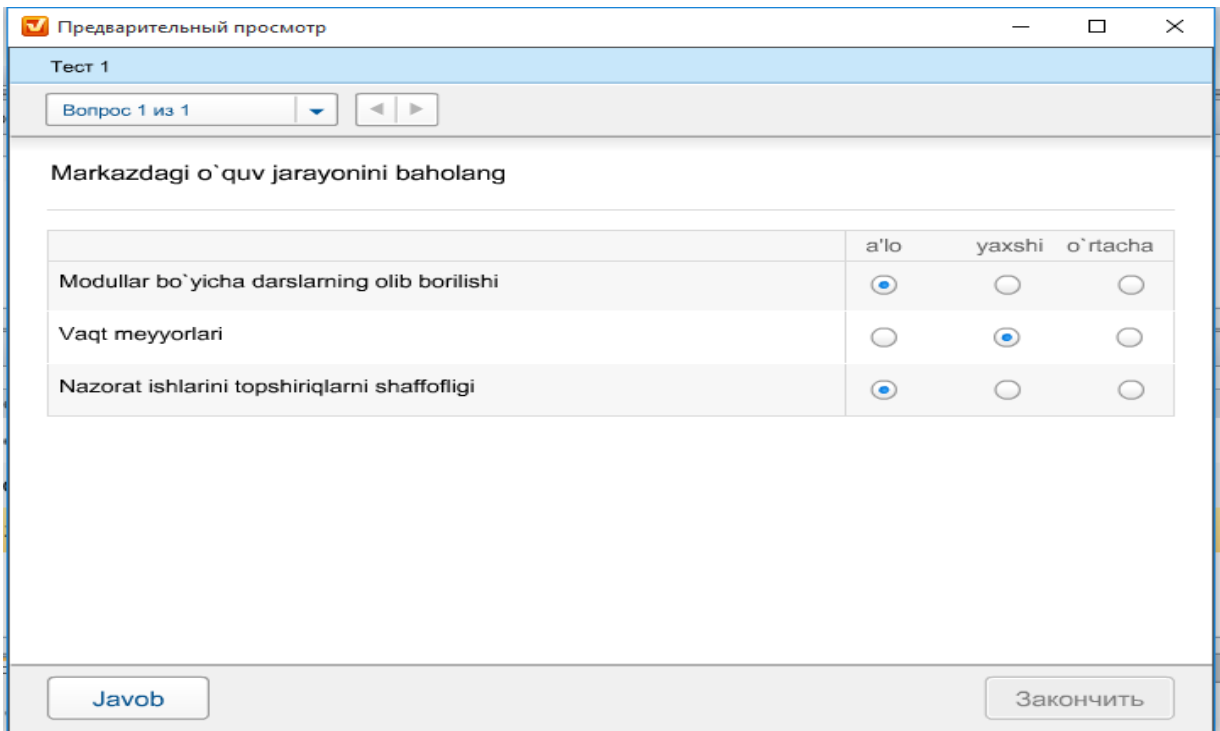 Предварительный просмотр
Тест 1
Вопрос 1 из 1
Markazdagi o`quv jarayonini baholang
a'lo yaxshi o`rtacha
Modullar bo`yicha darslarning olib borilishi
Vaqt meyyorlari
Nazorat ishlarini topshiriqlarni shaffofligi
Javob Закончить